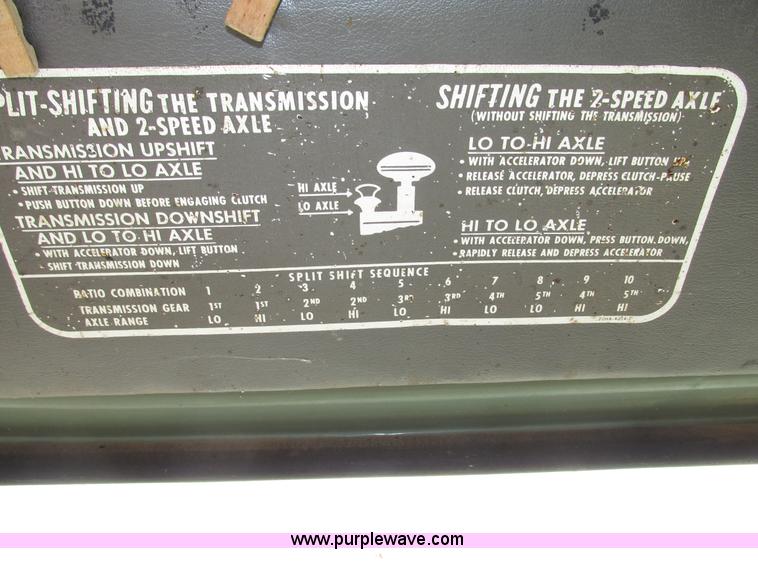 PLIT-SHIFTING THE TRANSMISSION
AND 2-SPEED AXLE
RANSMISSION UPSHIFT
AND HI TO LO AXLE
• SHIFT TRANSMISSION UP
• PUSH BUTTON DOWN BEFORE ENGAGING CLUTCH
TRANSMISSION DOWNSHIFT
AND LO TO HI AXLE
• WITH ACCELERATOR DOWN, LIFT BUTTON
SHIFT TRANSMISSION DOWN
HI AXLE
LO AXLE
SHIFTING THE 2-SPEED AXLE
(WITHOUT SHIFTING THE TRANSMISSION)
LO TO HI AXLE
• WITH ACCELERATOR DOWN, LIFT BUTTON UP.
• RELEASE ACCELERATOR, DEPRESS CLUTCH-PAUSE
• RELEASE CLUTCH, DEPRESS ACCELERATOR
HI TO LO AXLE
• WITH ACCELERATOR DOWN, PRESS BUTTON DOWN,
• RAPIDLY RELEASE AND DEPRESS ACCELERATOR
SPLIT SHIFT SEQUENCE
RATIO COMBINATION 1 2 3 4 5 6 7 8 9 10
TRANSMISSION GEAR 1ST 1ST 2ND 2ND 3RD 3RD 4TH 5TH 4TH 5TH
AXLE RANGE LO HI LO HI LO HI LO LO HI HI
www.purplewave.com